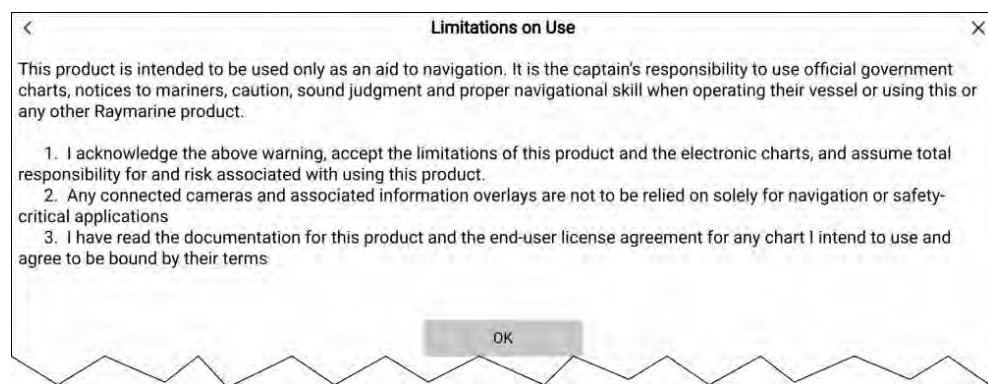 Limitations on Use
This product is intended to be used only as an aid to navigation. It is the captain's responsibility to use official government
charts, notices to mariners, caution, sound judgment and proper navigational skill when operating their vessel or using this or
any other Raymarine product.
1. I acknowledge the above warning, accept the limitations of this product and the electronic charts, and assume total
responsibility for and risk associated with using this product.
2. Any connected cameras and associated information overlays are not to be relied on solely for navigation or safety-
critical applications
3. I have read the documentation for this product and the end-user license agreement for any chart I intend to use and
agree to be bound by their terms
OK